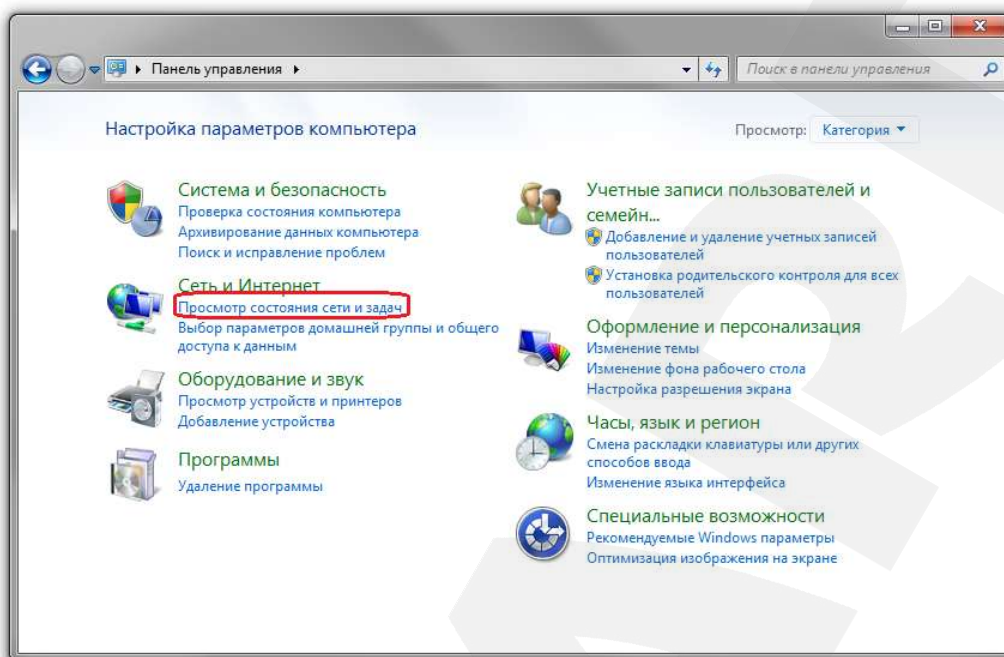 Панель управления
Поиск в панели управления
Настройка параметров компьютера
Просмотр: Категория
Система и безопасность
Проверка состояния компьютера
Архивирование данных компьютера
Поиск и исправление проблем
Сеть и Интернет
Просмотр состояния сети и задач
Выбор параметров домашней группы и общего
доступа к данным
Оборудование и звук
Просмотр устройств и принтеров
Добавление устройства
Программы
Удаление программы
Учетные записи пользователей и
семейн...
Добавление и удаление учетных записей
пользователей
Установка родительского контроля для всех
пользователей
Оформление и персонализация
Изменение темы
Изменение фона рабочего стола
Настройка разрешения экрана
Часы, язык и регион
Смена раскладки клавиатуры или других
способов ввода
Изменение языка интерфейса
Специальные возможности
Рекомендуемые Windows параметры
Оптимизация изображения на экране